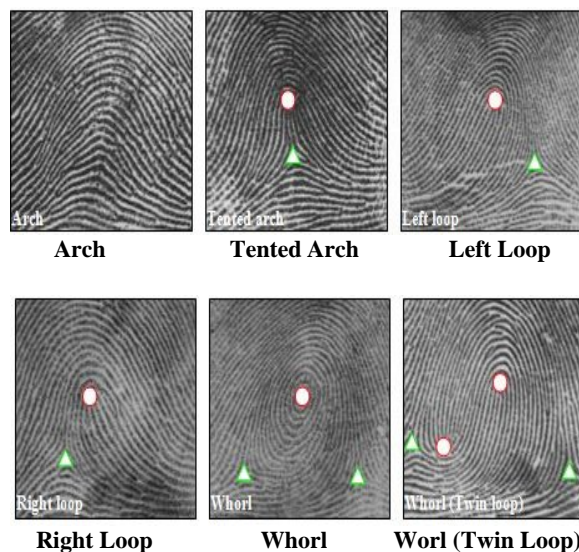 Arch
Tented arch
Left loop
Arch
Tented Arch
Left Loop
Right loop
Whorl
Whorl (Twin loop)
Right Loop
Whorl
Worl (Twin Loop)